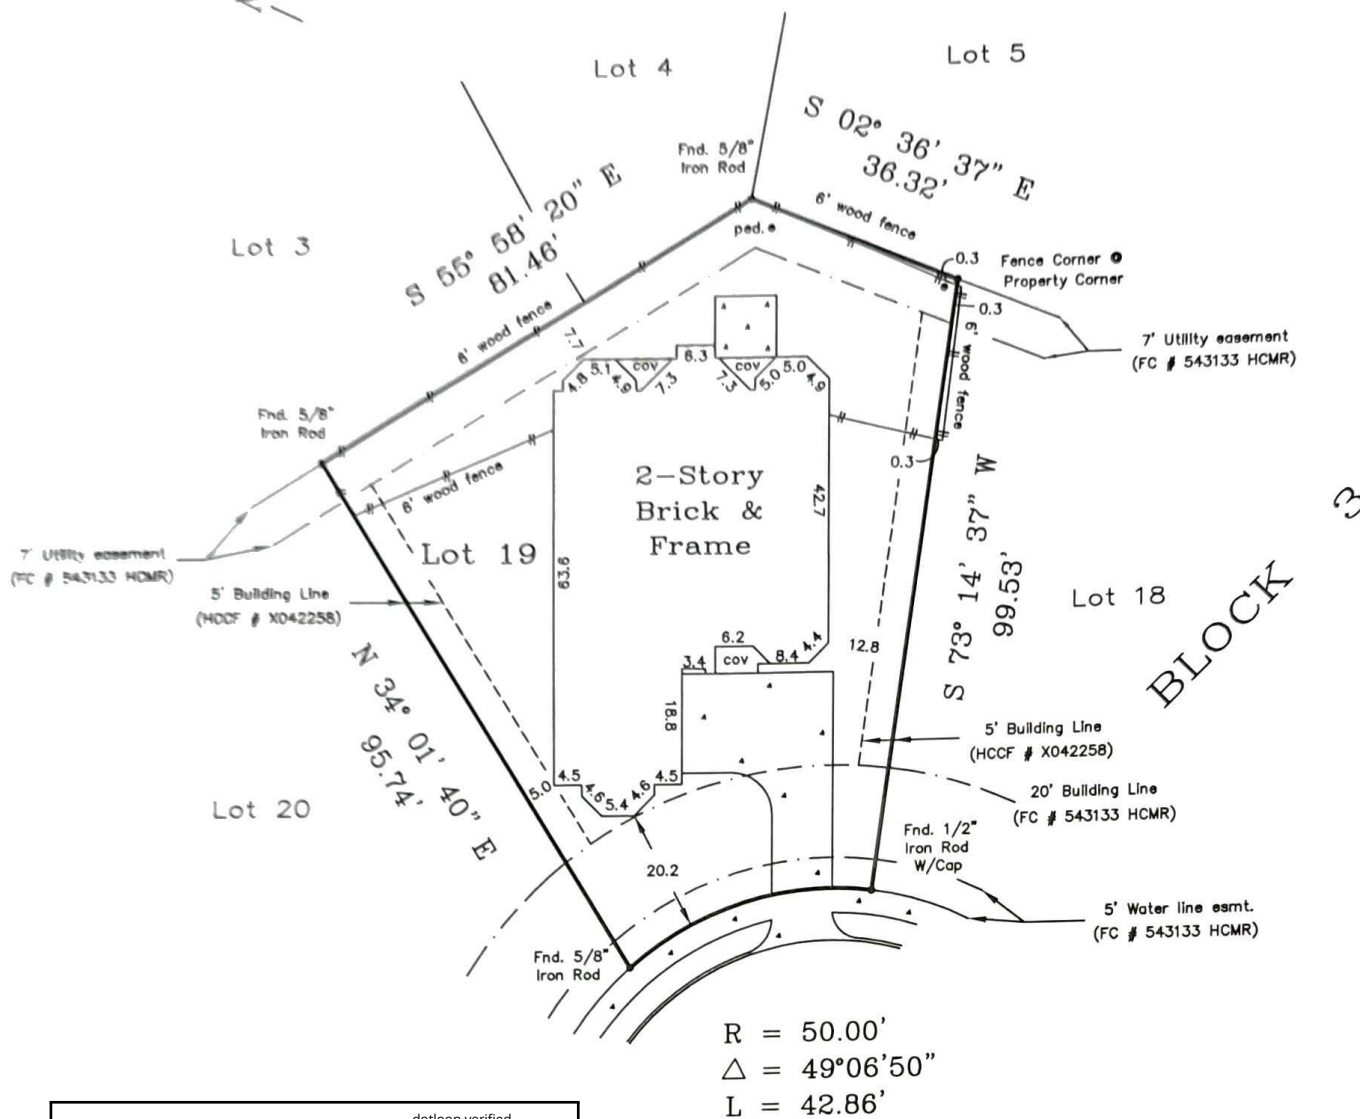 Lot 4
Lot 5
S 02° 36' 37" E
36.32'
Fnd. 5/8"
Iron Rod
S 55° 58' 20" E
81.46'
Lot 3
6' wood fence
ped.
0.3
Fence Corner @
Property Corner
0.3
6' wood fence
7.7
6' wood fence
7' Utility easement
(FC # 543133 HCMR)
6.3
4.8
5.1
4.9
cov
7.3
7.3
cov
5.0
5.0
4.9
Fnd. 5/8"
Iron Rod
6' wood fence
0.3
2-Story
Brick &
Frame
42.7
S 73° 14' 37" W
99.53'
BLOCK 3
Lot 19
63.6
7' Utility easement
(FC # 543133 HCMR)
5' Building Line
(HCCF # X042258)
Lot 18
N 34° 01' 40" E
95.74'
6.2
3.4
cov
8.4
4.4
12.8
18.8
5' Building Line
(HCCF # X042258)
Lot 20
5.0
4.5
4.6
5.4
4.6
4.5
20' Building Line
(FC # 543133 HCMR)
20.2
Fnd. 1/2"
Iron Rod
W/Cap
5' Water line esmt.
(FC # 543133 HCMR)
Fnd. 5/8"
Iron Rod
R = 50.00'
△ = 49°06'50"
L = 42.86'
dotloop verified